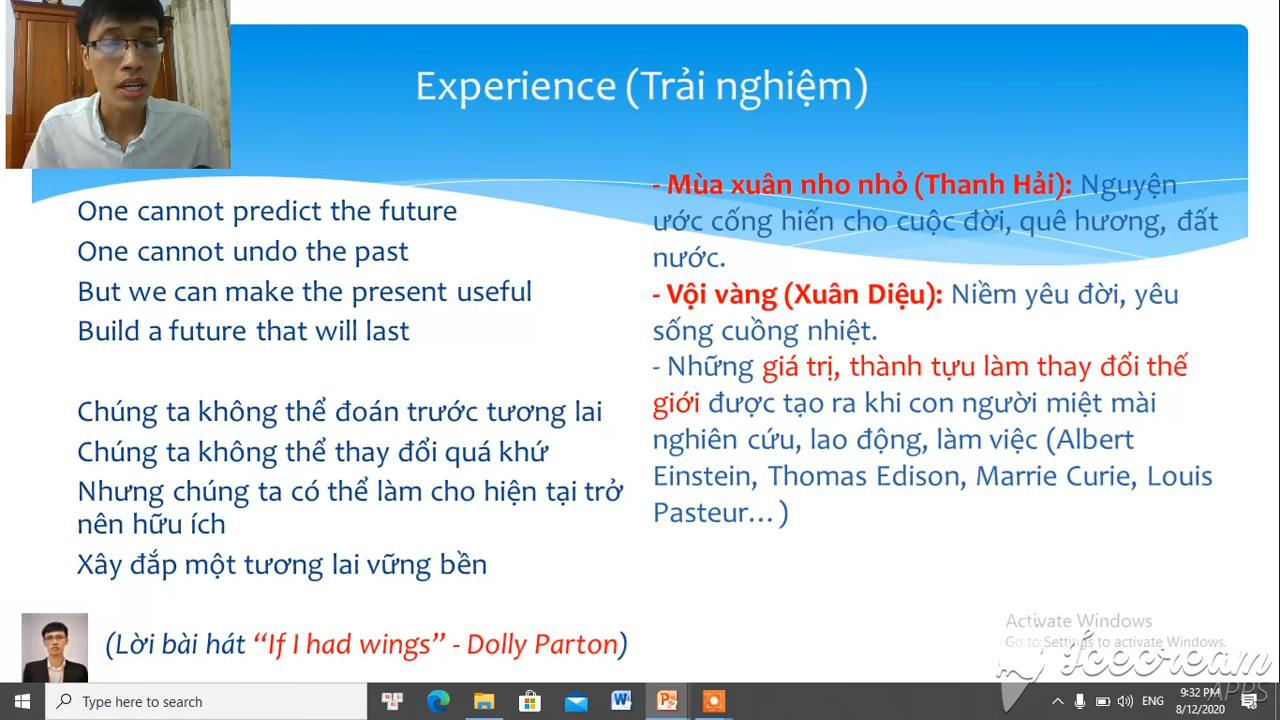 Experience (Trải nghiệm)
One cannot predict the future
One cannot undo the past
But we can make the present useful
Build a future that will last
Chúng ta không thể đoán trước tương lai
Chúng ta không thể thay đổi quá khứ
Nhưng chúng ta có thể làm cho hiện tại trở
nên hữu ích
Xây đắp một tương lai vững bền
(Lời bài hát “If I had wings” - Dolly Parton)
- Mùa xuân nho nhỏ (Thanh Hải): Nguyện
ước cống hiến cho cuộc đời, quê hương, đất
nước.
- Vội vàng (Xuân Diệu): Niềm yêu đời, yêu
sống cuồng nhiệt.
- Những giá trị, thành tựu làm thay đổi thế
giới được tạo ra khi con người miệt mài
nghiên cứu, lao động, làm việc (Albert
Einstein, Thomas Edison, Marrie Curie, Louis
Pasteur… )
Activate Windows
Go to Settings to activate Windows.
Icecream
APPS
Type here to search
ENG
9:32 PM
8/12/2020